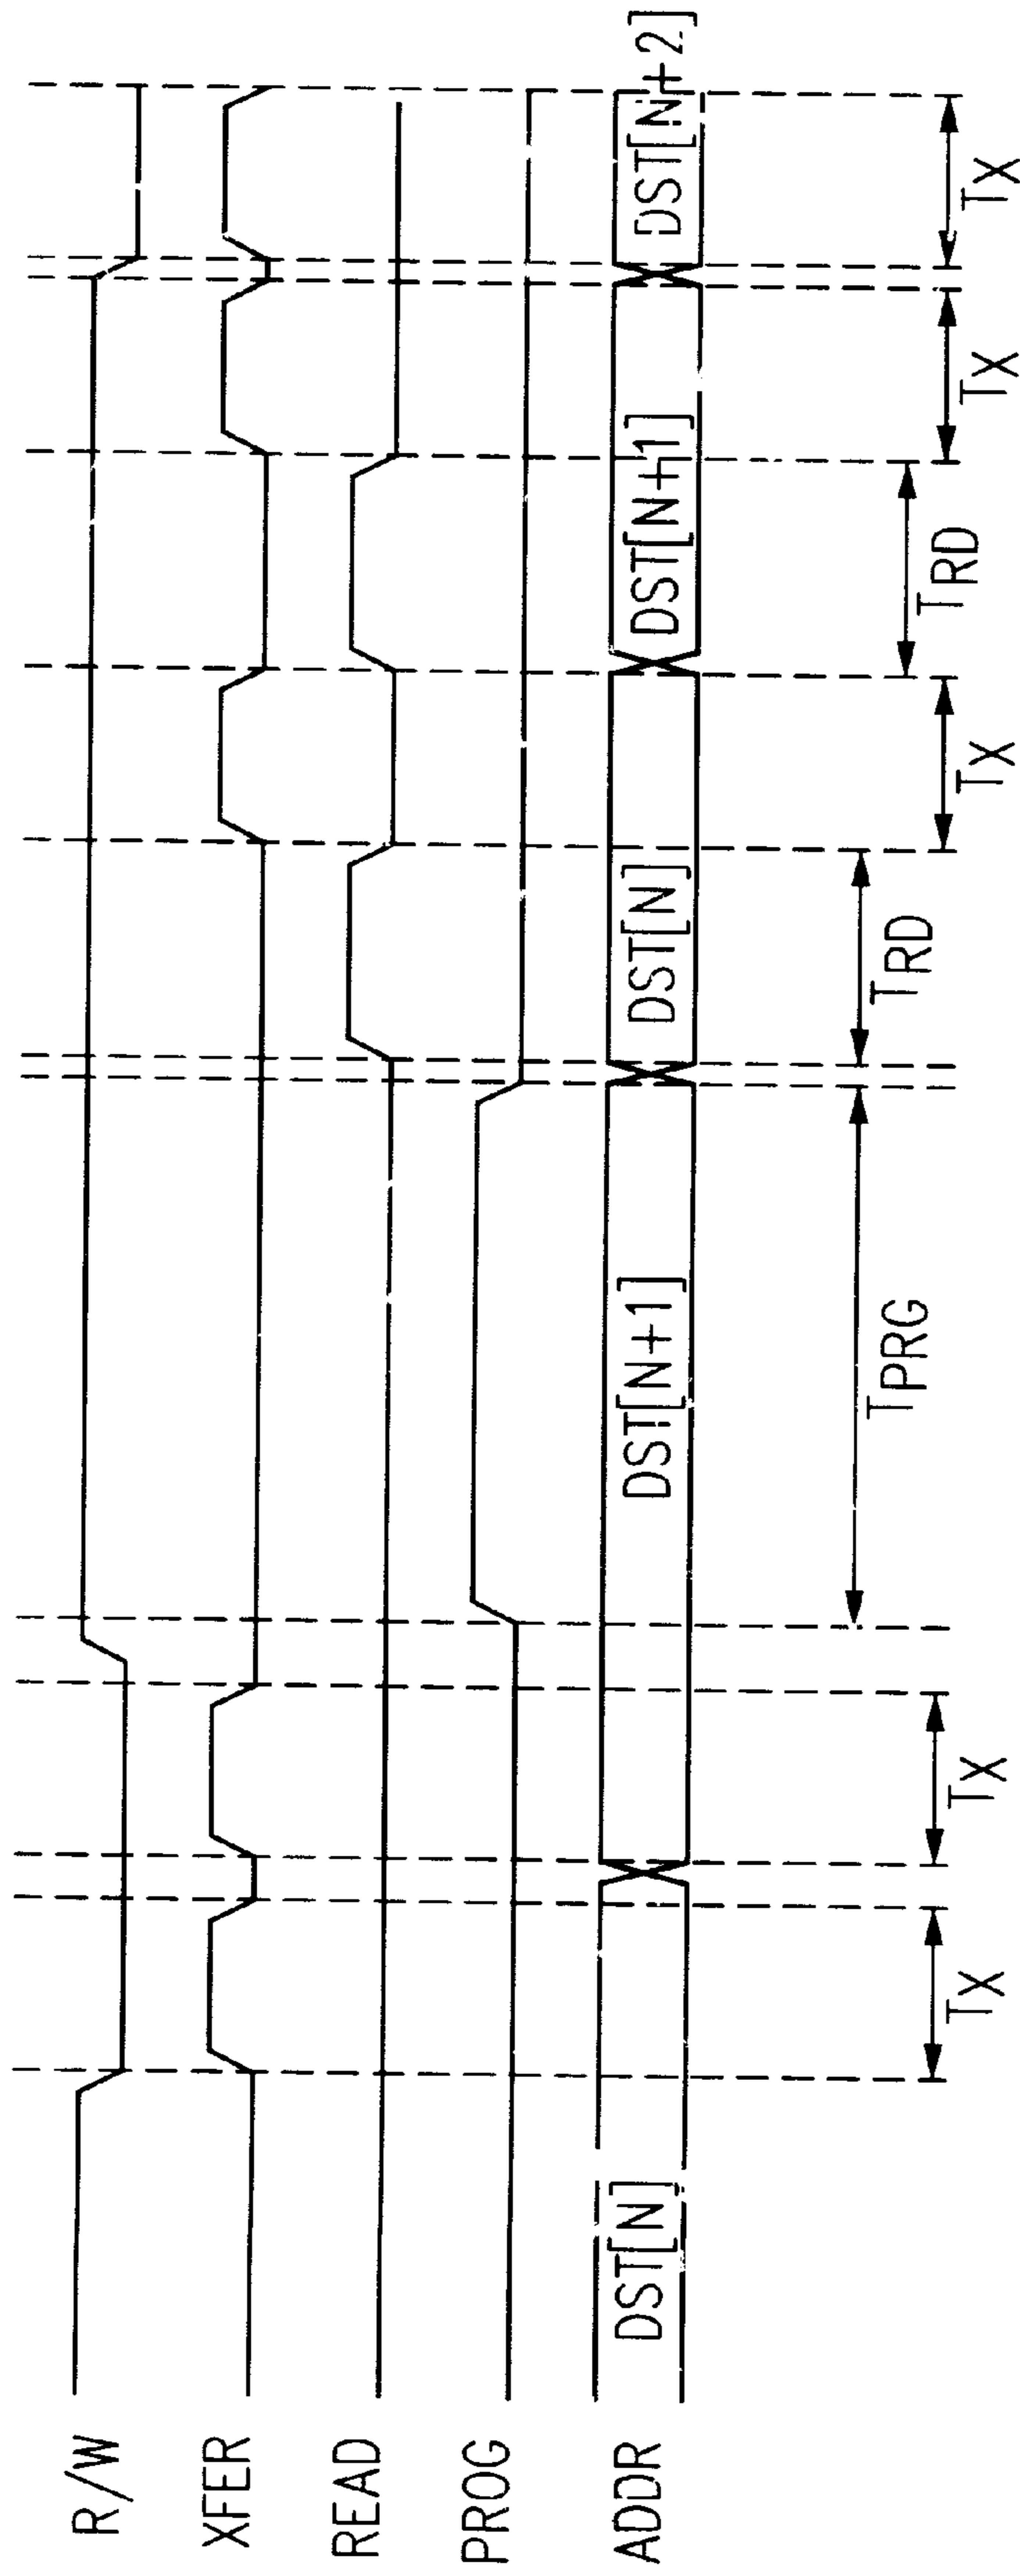 R/W
XFER
READ
PROG
ADDR
DST[N]
DST[N+1]
DST[N]
DST[N+1]
DST[N+2]
TX
TX
TPRG
TRD
TX
TRD
TX
TX